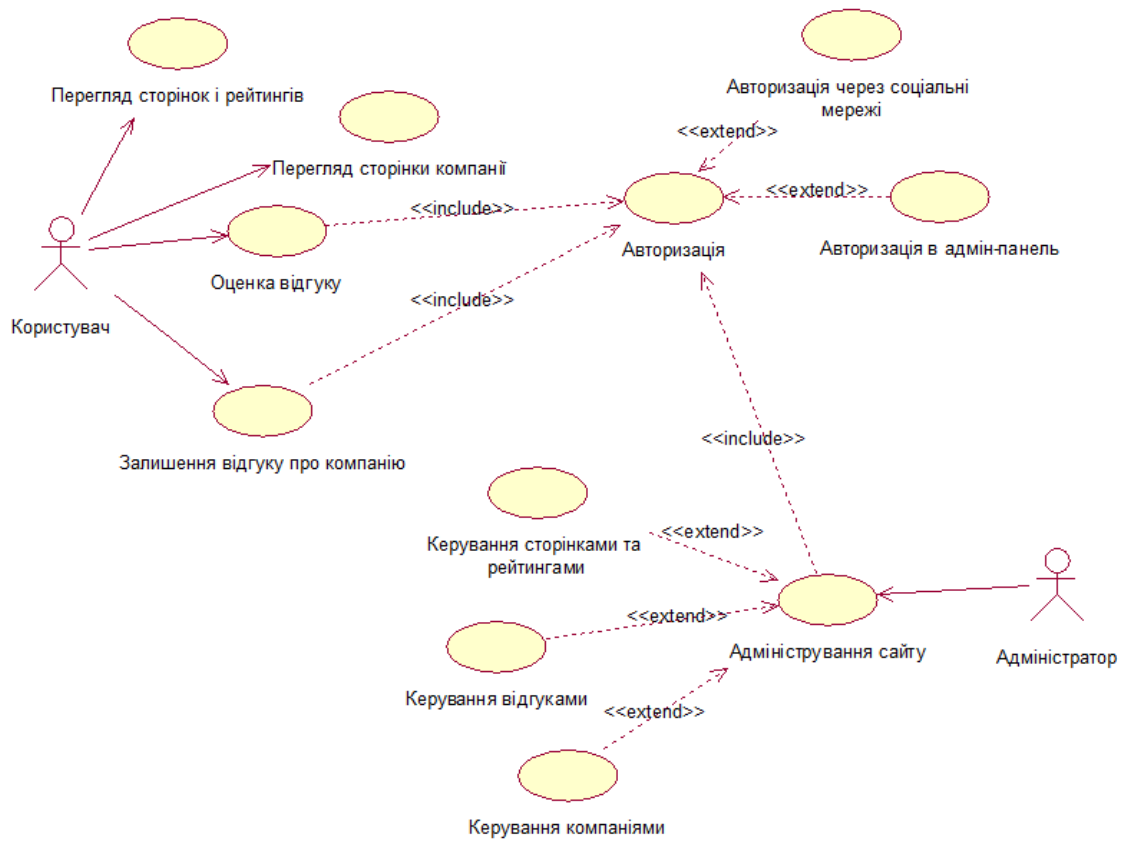 Перегляд сторінок і рейтингів
Авторизація через соціальні
мережі
<<extend>>
Перегляд сторінки компанії
<<include>>
<<extend>>
Авторизація
Авторизація в адмін-панель
Оценка відгуку
<<include>>
Користувач
<<include>>
Залишення відгуку про компанію
<<extend>>
Керування сторінками та
рейтингами
<<extend>>
Адміністрування сайту
Адміністратор
Керування відгуками
<<extend>>
Керування компаніями